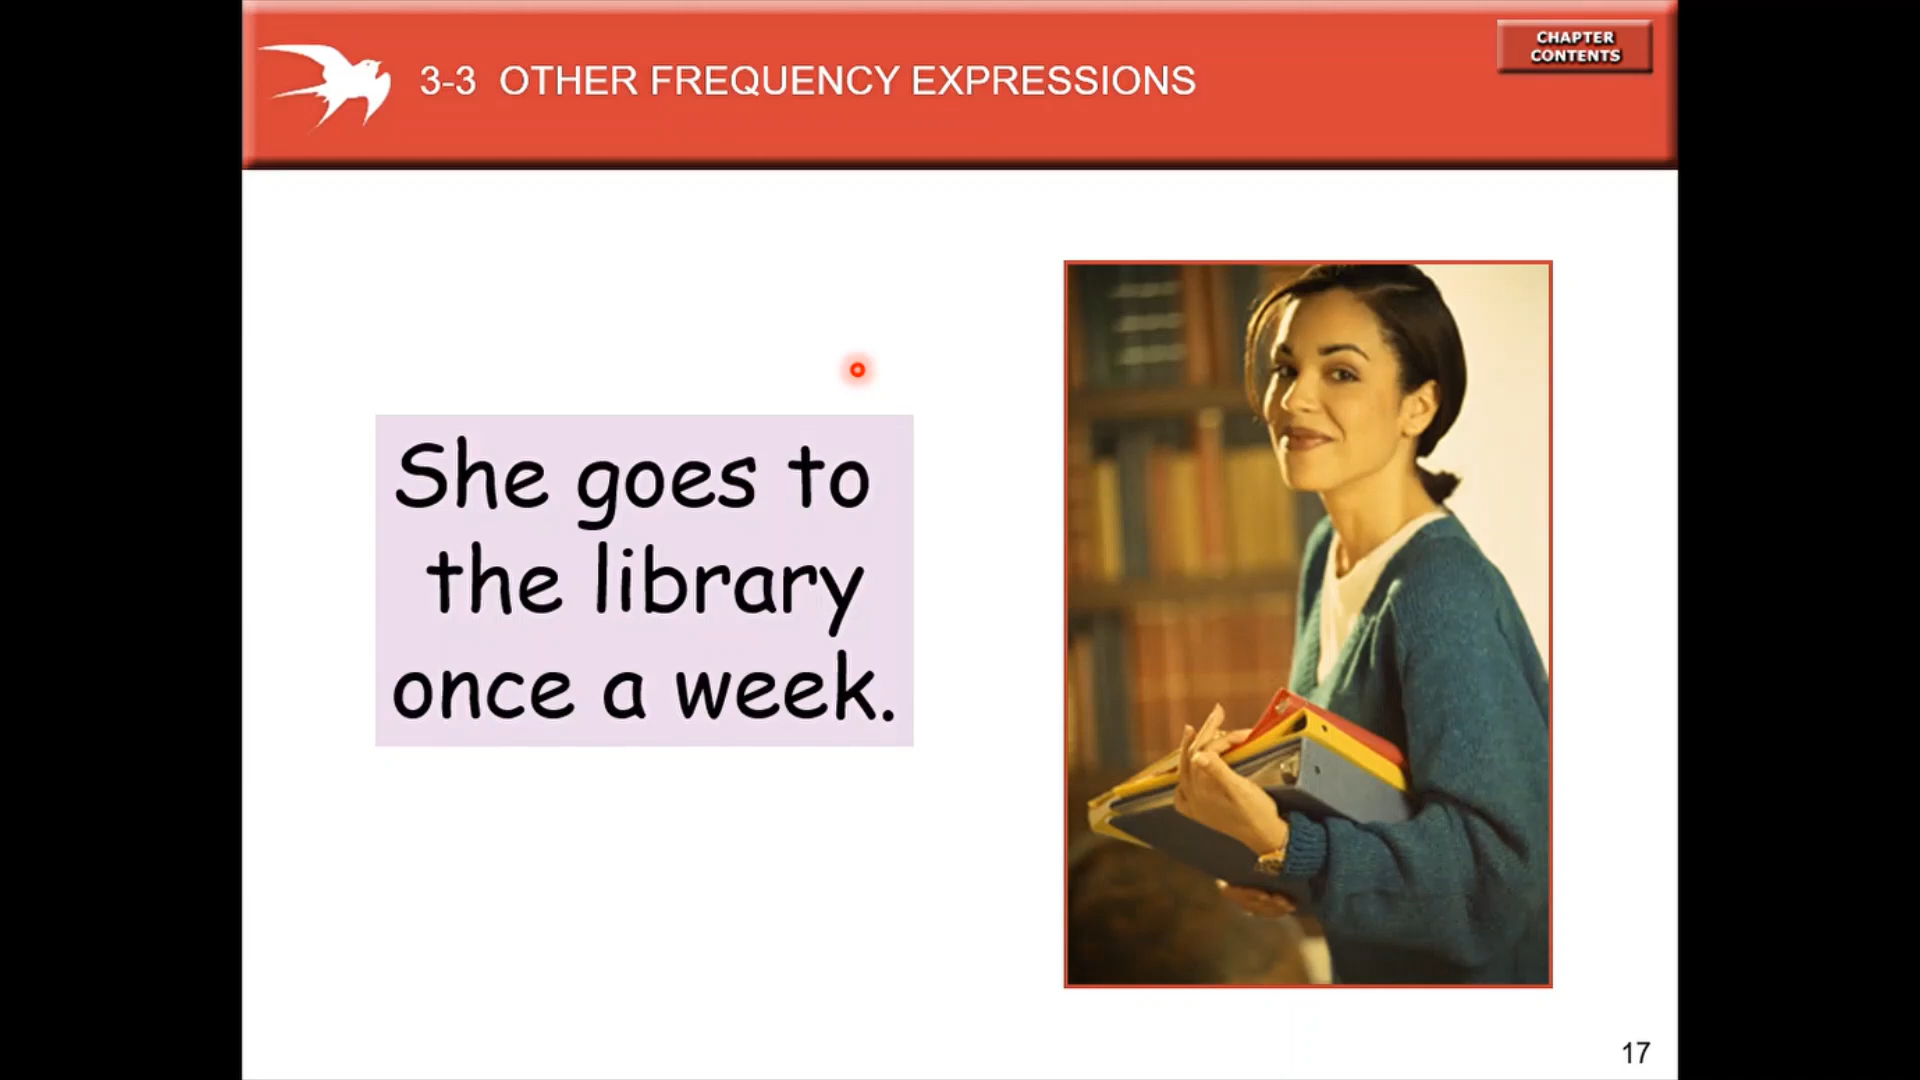 3-3 OTHER FREQUENCY EXPRESSIONS
CHAPTER
CONTENTS
She goes to
the library
once a week.
17